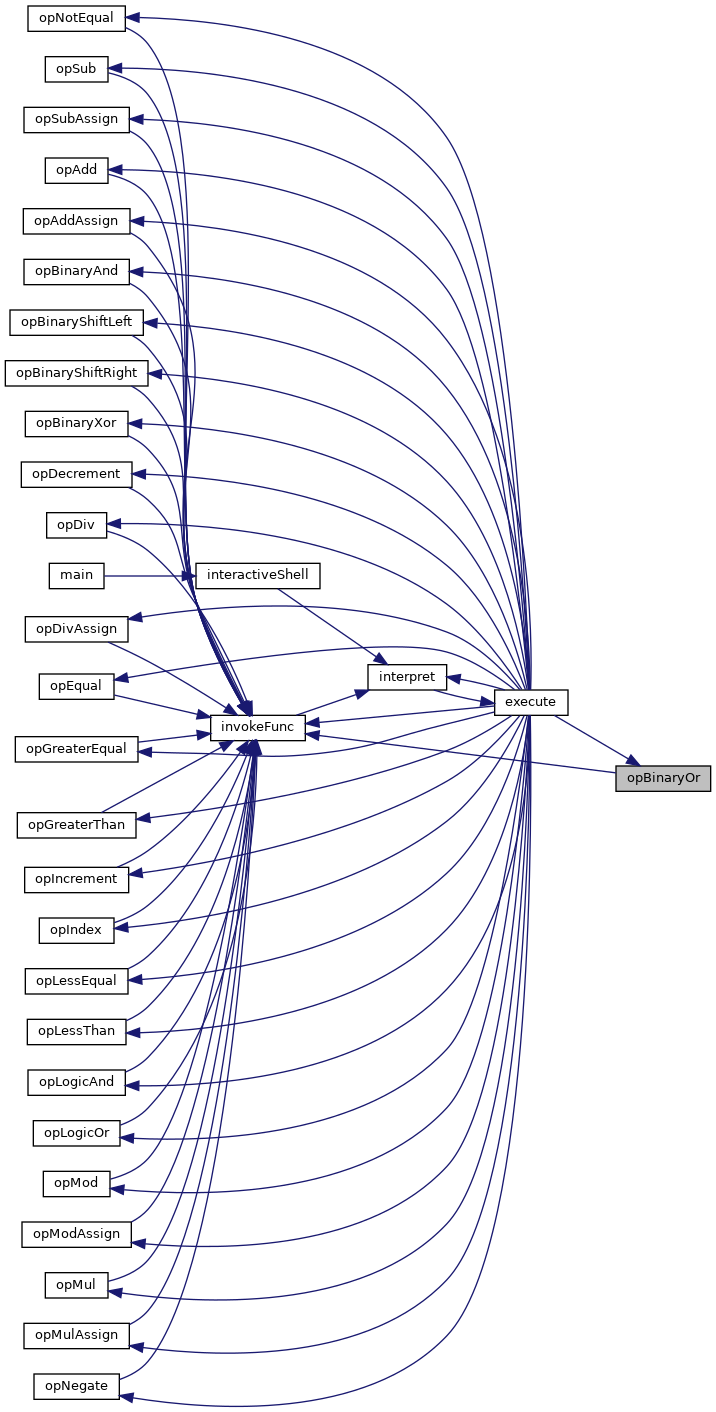 opNotEqual
opSub
opSubAssign
opAdd
opAddAssign
opBinaryAnd
opBinaryShiftLeft
opBinaryShiftRight
opBinaryXor
opDecrement
opDiv
main
interactiveShell
opDivAssign
interpret
opEqual
execute
invokeFunc
opGreaterEqual
opBinaryOr
opGreaterThan
opIncrement
opIndex
opLessEqual
opLessThan
opLogicAnd
opLogicOr
opMod
opModAssign
opMul
opMulAssign
opNegate